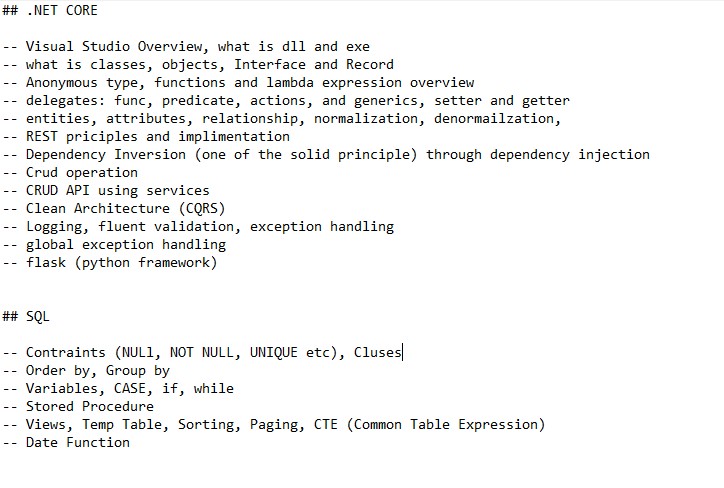 ## .NET CORE
-- Visual Studio Overview, what is dll and exe
-- what is classes, objects, Interface and Record
-- Anonymous type, functions and lambda expression overview
-- delegates: func, predicate, actions, and generics, setter and getter
-- entities, attributes, relationship, normalization, denormailzation,
-- REST priciples and implimentation
-- Dependency Inversion (one of the solid principle) through dependency injection
-- Crud operation
-- CRUD API using services
-- Clean Architecture (CQRS)
-- Logging, fluent validation, exception handling
-- global exception handling
-- flask (python framework)
## SQL
-- Contraints (NULl, NOT NULL, UNIQUE etc), Cluses
-- Order by, Group by
-- Variables, CASE, if, while
-- Stored Procedure
-- Views, Temp Table, Sorting, Paging, CTE (Common Table Expression)
-- Date Function